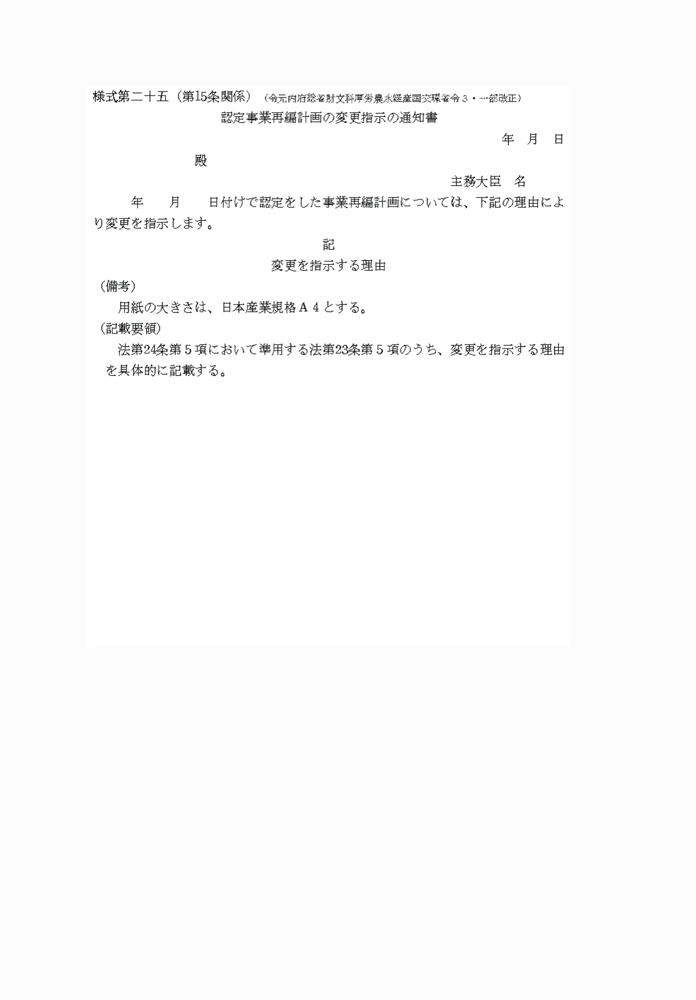 様式第二十五（第15条関係）（令元内府総省財文科厚労農水経産国交環省令３・一部改正）
認定事業再編計画の変更指示の通知書
年　月　日
殿
主務大臣　名
年　　月　　日付けで認定をした事業再編計画については、下記の理由によ
り変更を指示します。
記
変更を指示する理由
（備考）
用紙の大きさは、日本産業規格Ａ４とする。
（記載要領）
法第24条第５項において準用する法第23条第５項のうち、変更を指示する理由
を具体的に記載する。